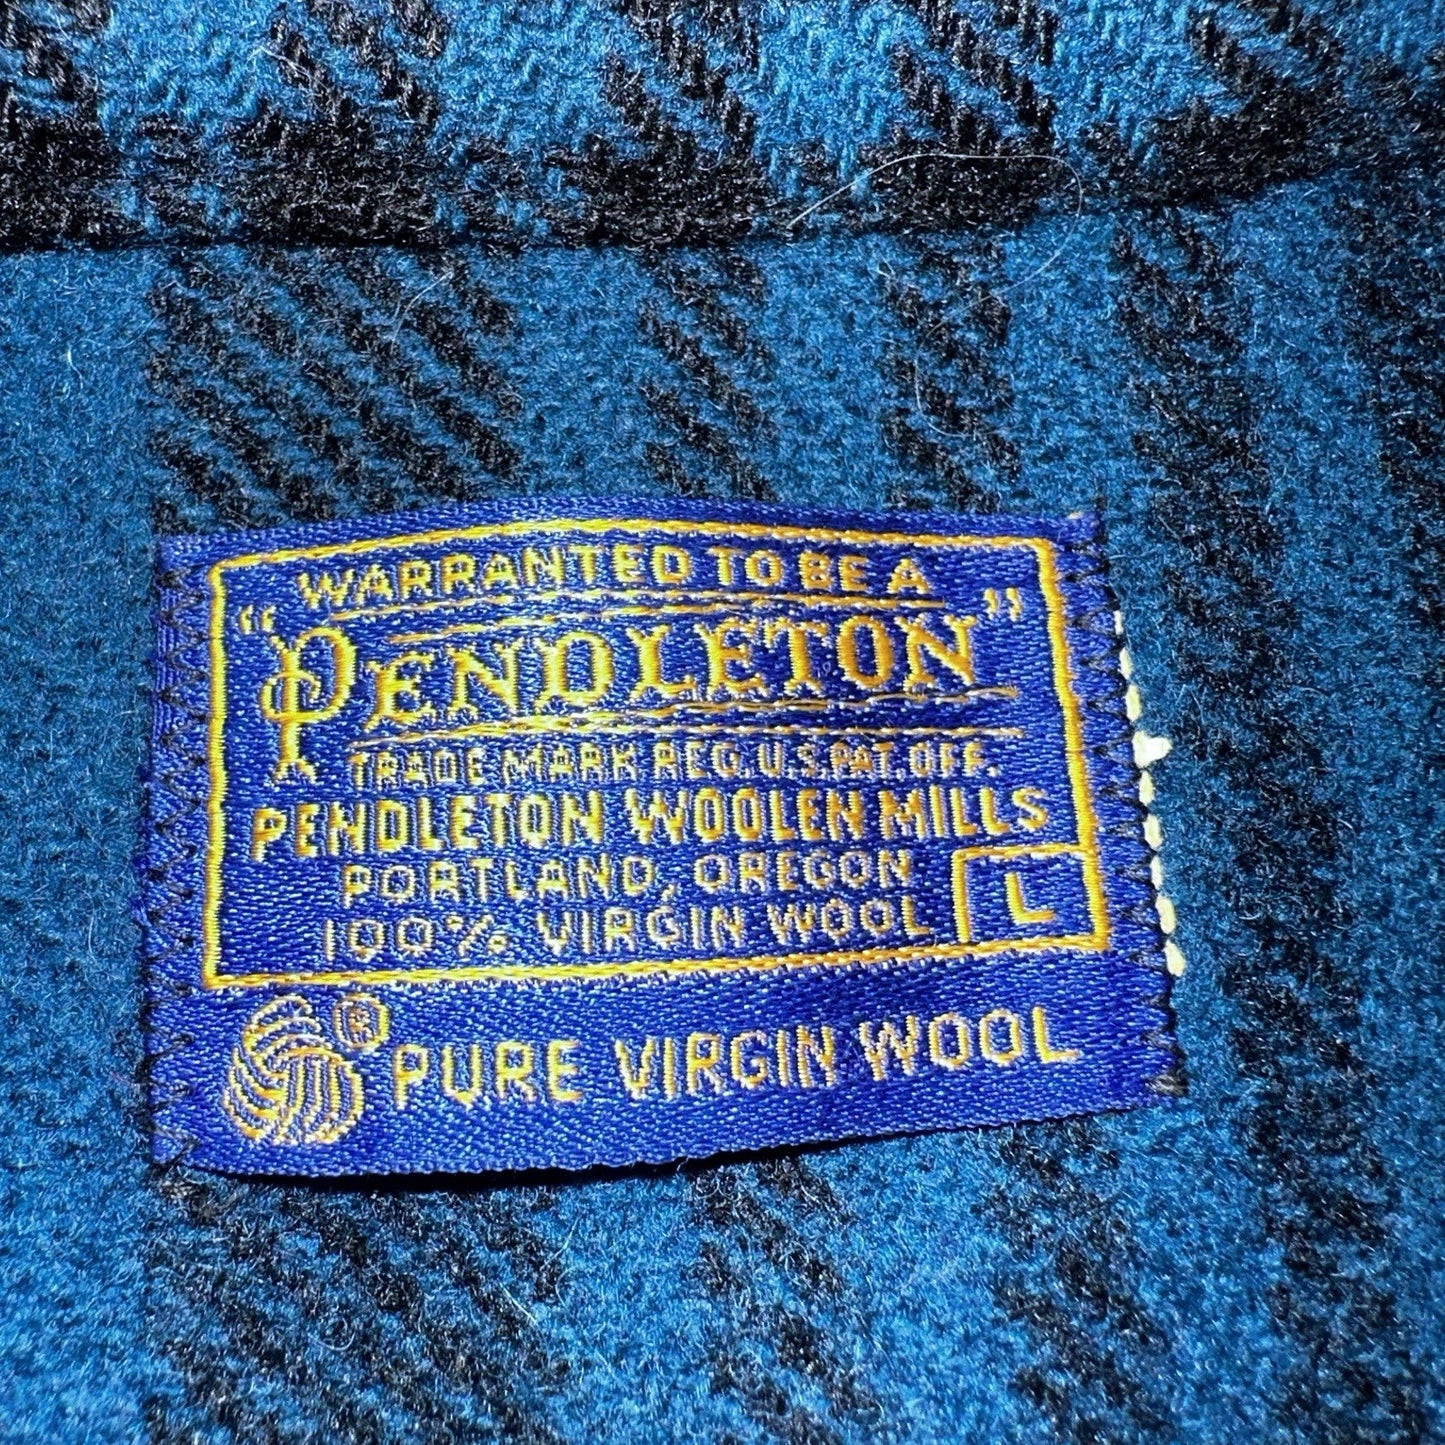 WARRANTED TO BE A
"PENDLETON"
TRADE MARK REG. U.S. PAT. OFF.
PENDLETON WOOLEN MILLS
PORTLAND, OREGON
100% VIRGIN WOOL L
® PURE VIRGIN WOOL